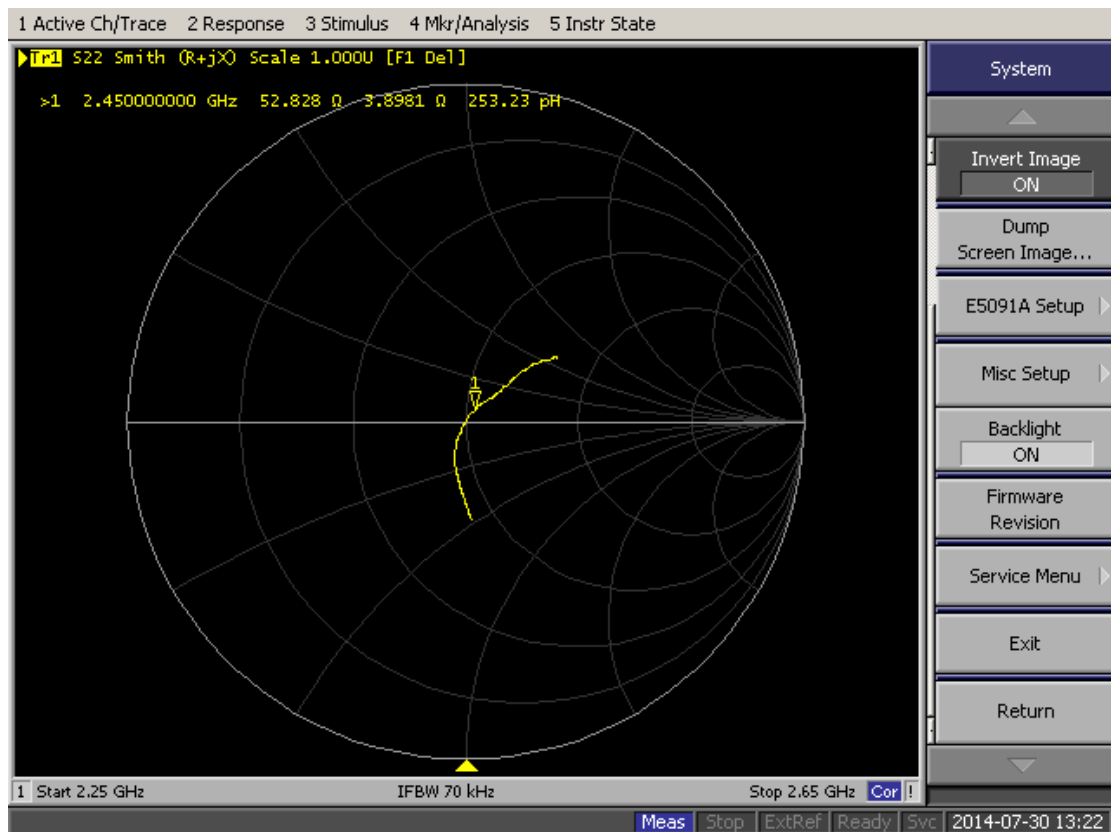 1 Active Ch/Trace 2 Response 3 Stimulus 4 Mkr/Analysis 5 Instr State
Tr1 S22 Smith (R+jX) Scale 1.000U [F1 Del]
>1 2.450000000 GHz 52.828 Ω 3.8981 Ω 253.23 pH
1
1 Start 2.25 GHz IFBW 70 kHz Stop 2.65 GHz Cor !
System
Invert Image
ON
Dump
Screen Image...
E5091A Setup
Misc Setup
Backlight
ON
Firmware
Revision
Service Menu
Exit
Return
Meas Stop ExtRef Ready Svc 2014-07-30 13:22